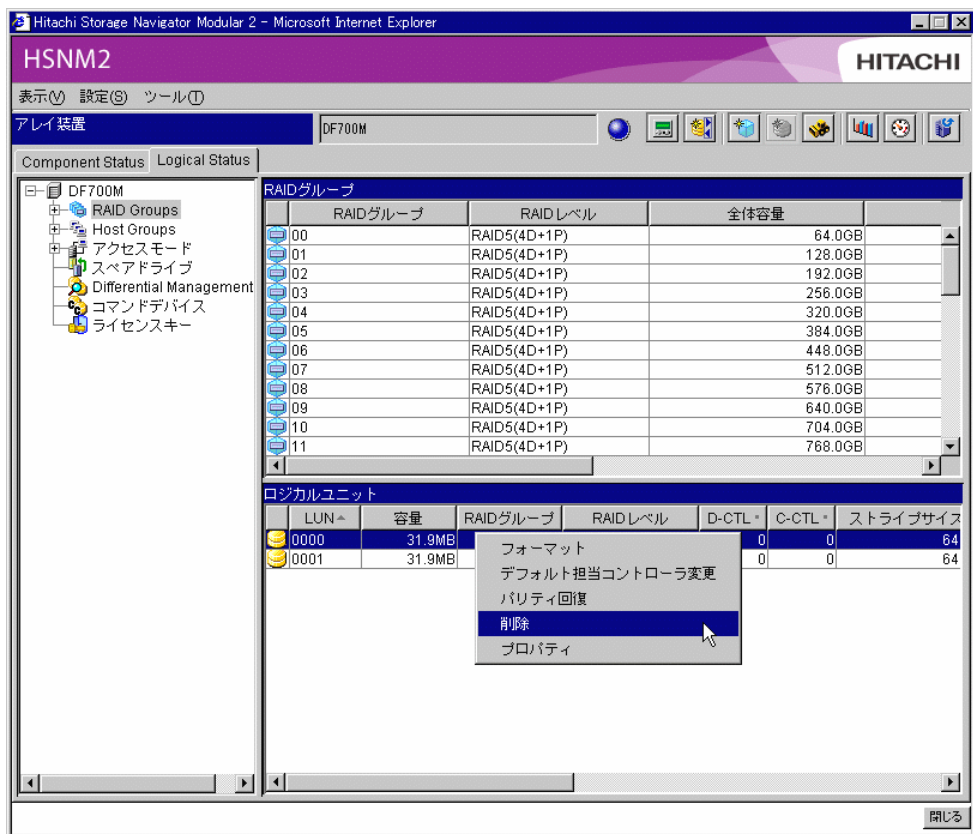 Hitachi Storage Navigator Modular 2 - Microsoft Internet Explorer
HSNM2 HITACHI
表示(V) 設定(S) ツール(T)
アレイ装置 DF700M
Component Status Logical Status
DF700M
RAID Groups
Host Groups
アクセスモード
スペアドライブ
Differential Management
コマンドデバイス
ライセンスキー
RAIDグループ
RAIDグループ RAIDレベル 全体容量
00 RAID5(4D+1P) 64.0GB
01 RAID5(4D+1P) 128.0GB
02 RAID5(4D+1P) 192.0GB
03 RAID5(4D+1P) 256.0GB
04 RAID5(4D+1P) 320.0GB
05 RAID5(4D+1P) 384.0GB
06 RAID5(4D+1P) 448.0GB
07 RAID5(4D+1P) 512.0GB
08 RAID5(4D+1P) 576.0GB
09 RAID5(4D+1P) 640.0GB
10 RAID5(4D+1P) 704.0GB
11 RAID5(4D+1P) 768.0GB
ロジカルユニット
LUN 容量 RAIDグループ RAIDレベル D-CTL * C-CTL * ストライプサイズ
0000 31.9MB 0 0 64
0001 31.9MB 0 0 64
フォーマット
デフォルト担当コントローラ変更
パリティ回復
削除
プロパティ
閉じる